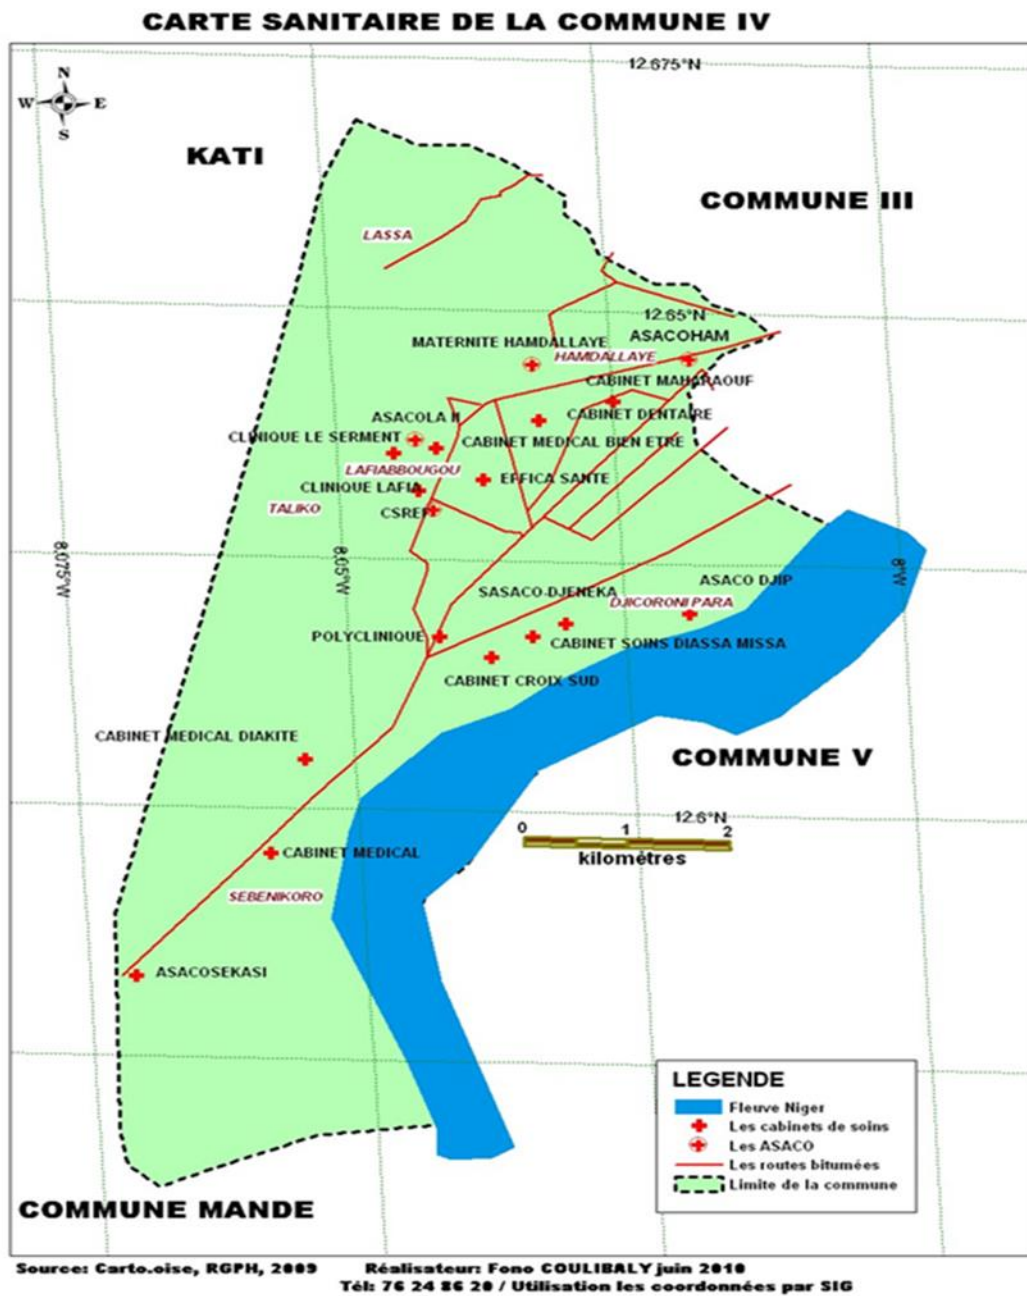 CARTE SANITAIRE DE LA COMMUNE IV
12.675°N
N
W E
S
KATI
COMMUNE III
LASSA
12.65°N
ASACOHAM
MATERNITE HAMDALLAYE
HAMDALLAYE
CABINET MAHARAOUF
ASACOLA II
CABINET DENTAIRE
CLINIQUE LE SERMENT
CABINET MEDICAL BIEN ETRE
LAFIABBOUGOU
EFFICA SANTE
CLINIQUE LAFIA
TALIKO
CSREF
8.075°W
8.05°W
8°W
ASACO DJIP
SASACO DJENEKA
DJICORONI PARA
POLYCLINIQUE
CABINET SOINS DIASSA MISSA
CABINET CROIX SUD
CABINET MEDICAL DIAKITE
COMMUNE V
12.6°N
0 1 2
kilométres
CABINET MEDICAL
SEBENIKORO
ASACOSEKASI
LEGENDE
Fleuve Niger
Les cabinets de soins
Les ASACO
Les routes bitumées
Limite de la commune
COMMUNE MANDE
Source: Carto.oise, RGPH, 2009 Réalisateur: Fono COULIBALY juin 2010
Tél: 76 24 86 20 / Utilisation les coordonnées par SIG